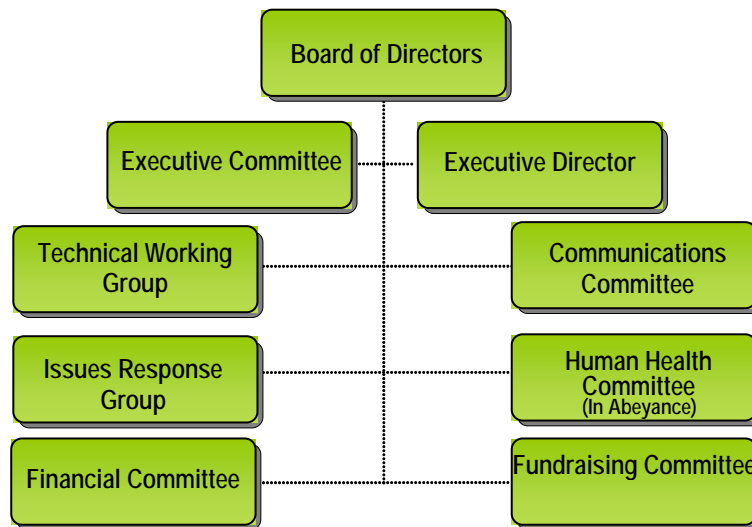 Board of Directors
Executive Committee
Executive Director
Technical Working
Group
Communications
Committee
Issues Response
Group
Human Health
Committee
(In Abeyance)
Financial Committee
Fundraising Committee